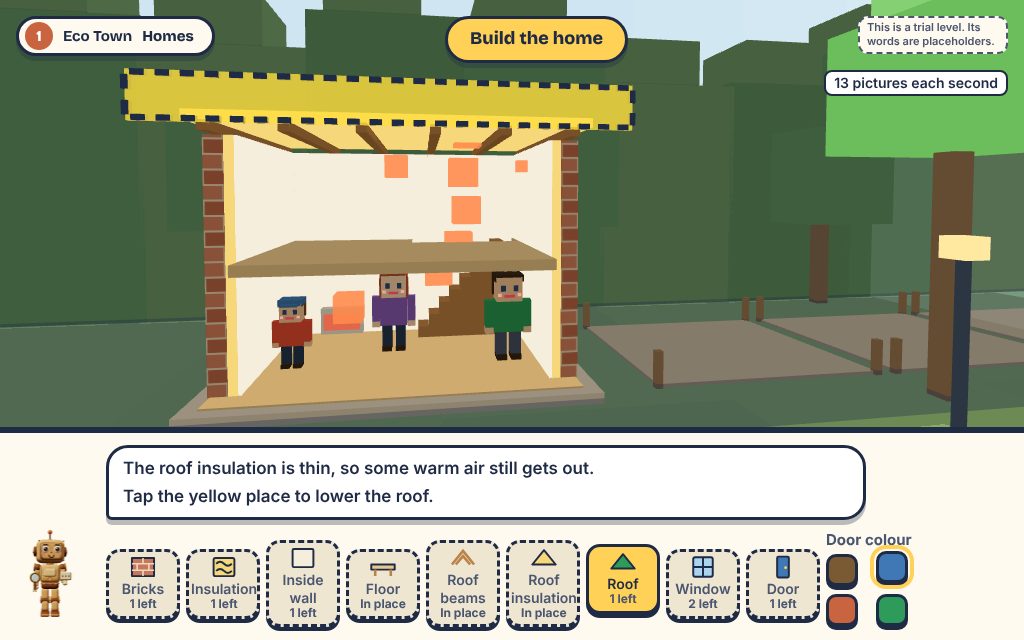 1 Eco Town Homes
Build the home
This is a trial level. Its
words are placeholders.
13 pictures each second
The roof insulation is thin, so some warm air still gets out.
Tap the yellow place to lower the roof.
Door colour
Bricks
1 left
Insulation
1 left
Inside
wall
1 left
Floor
In place
Roof
beams
In place
Roof
insulation
In place
Roof
1 left
Window
2 left
Door
1 left